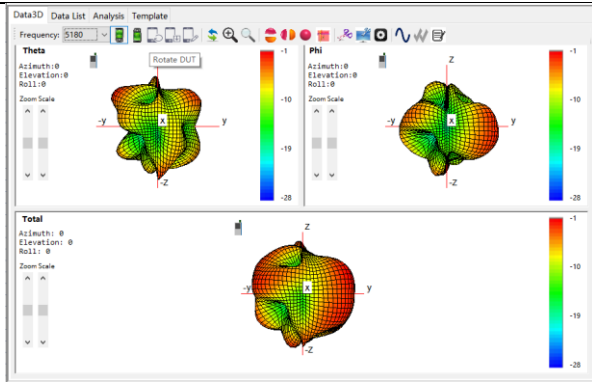 Data3D Data List Analysis Template
Frequency: 5180
Rotate DUT
Theta
Azimuth:0
Elevation:0
Roll:0
Zoom Scale
-y
x
y
-Z
-1
-10
-19
-28
Phi
Azimuth:0
Elevation:0
Roll:0
Zoom Scale
Z
-y
x
y
-Z
-1
-10
-19
-28
Total
Azimuth: 0
Elevation: 0
Roll: 0
Zoom Scale
Z
-y
x
y
-Z
-1
-10
-19
-28